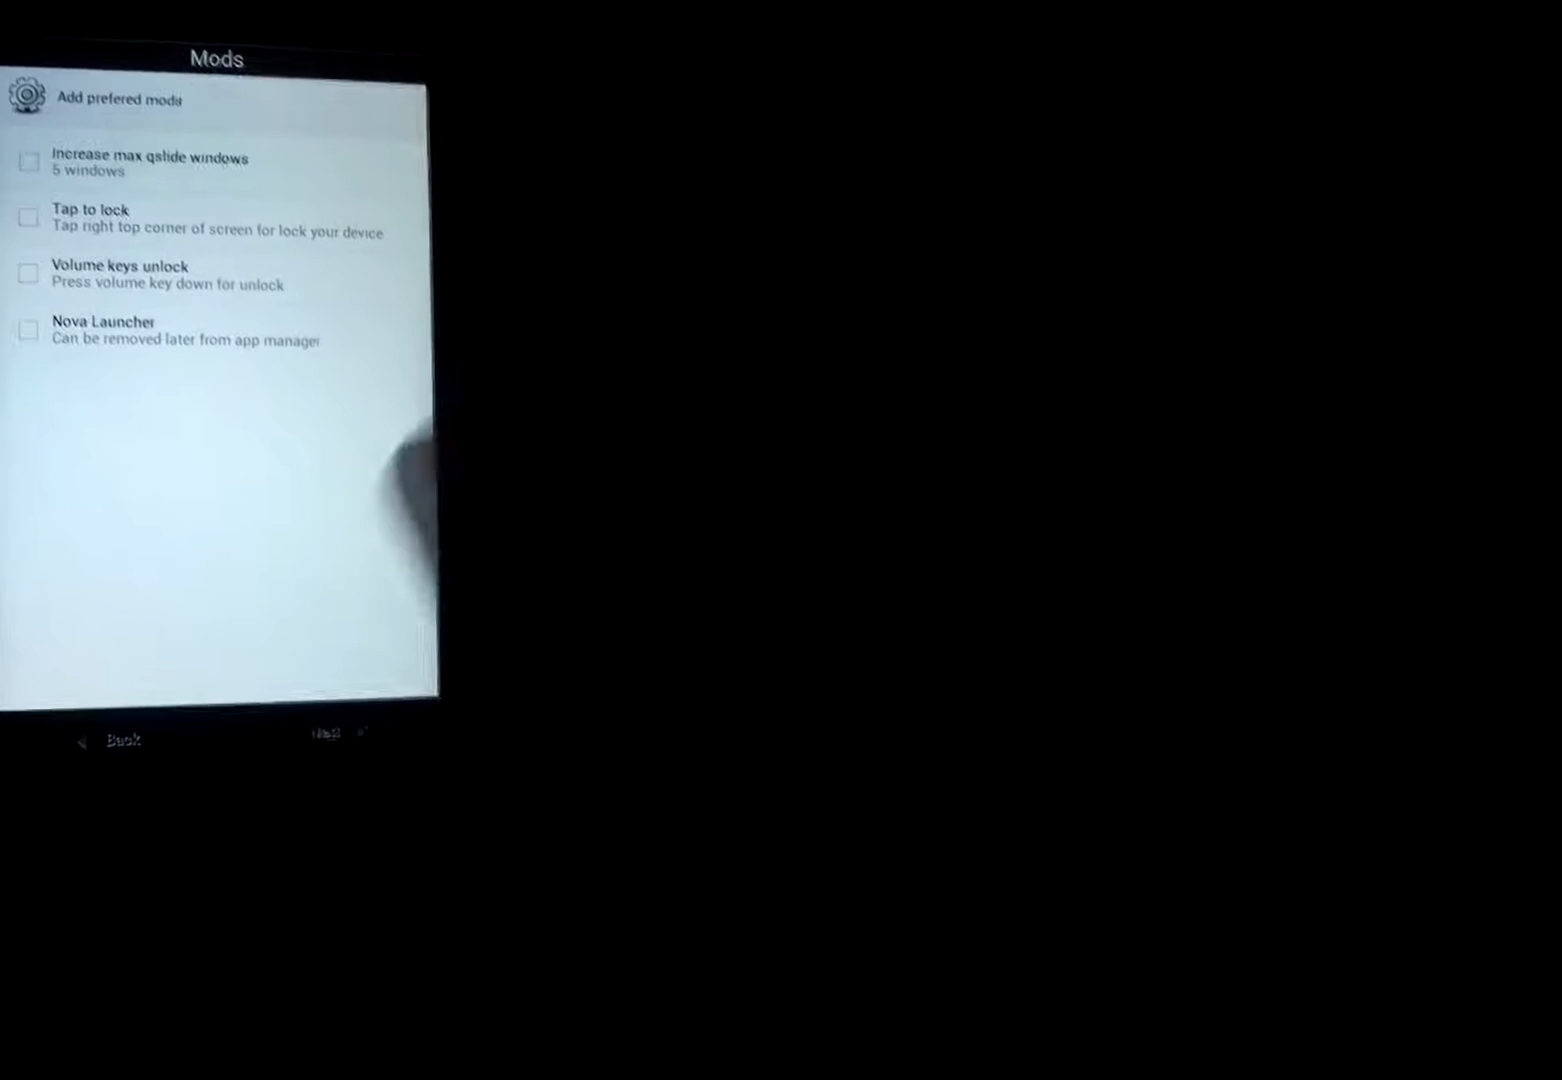 Mods
Add prefered mods
Increase max qslide windows
5 windows
Tap to lock
Tap right top corner of screen for lock your device
Volume keys unlock
Press volume key down for unlock
Nova Launcher
Can be removed later from app manager
Back